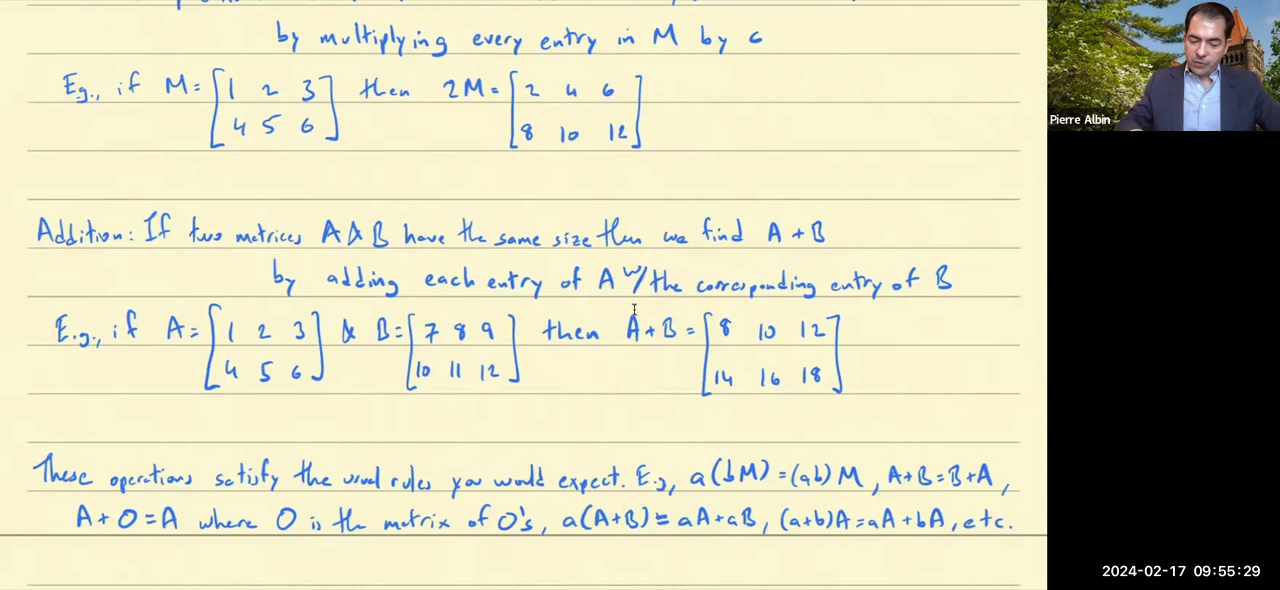 by multiplying every entry in M by c
E.g., if M = [1 2 3 then 2M = [2 4 6
4 5 6] 8 10 12]
Addition: If two matrices A & B have the same size then we find A + B
by adding each entry of A w/ the corresponding entry of B
E.g., if A = [1 2 3 & B = [7 8 9 then A + B = [8 10 12
4 5 6] 10 11 12] 14 16 18]
These operations satisfy the usual rules you would expect. E.g, a(bM) = (ab)M, A+B = B+A,
A + O = A where O is the matrix of O's, a(A+B) = aA + aB, (a+b)A = aA + bA, etc.
Pierre Albin
2024-02-17 09:55:29